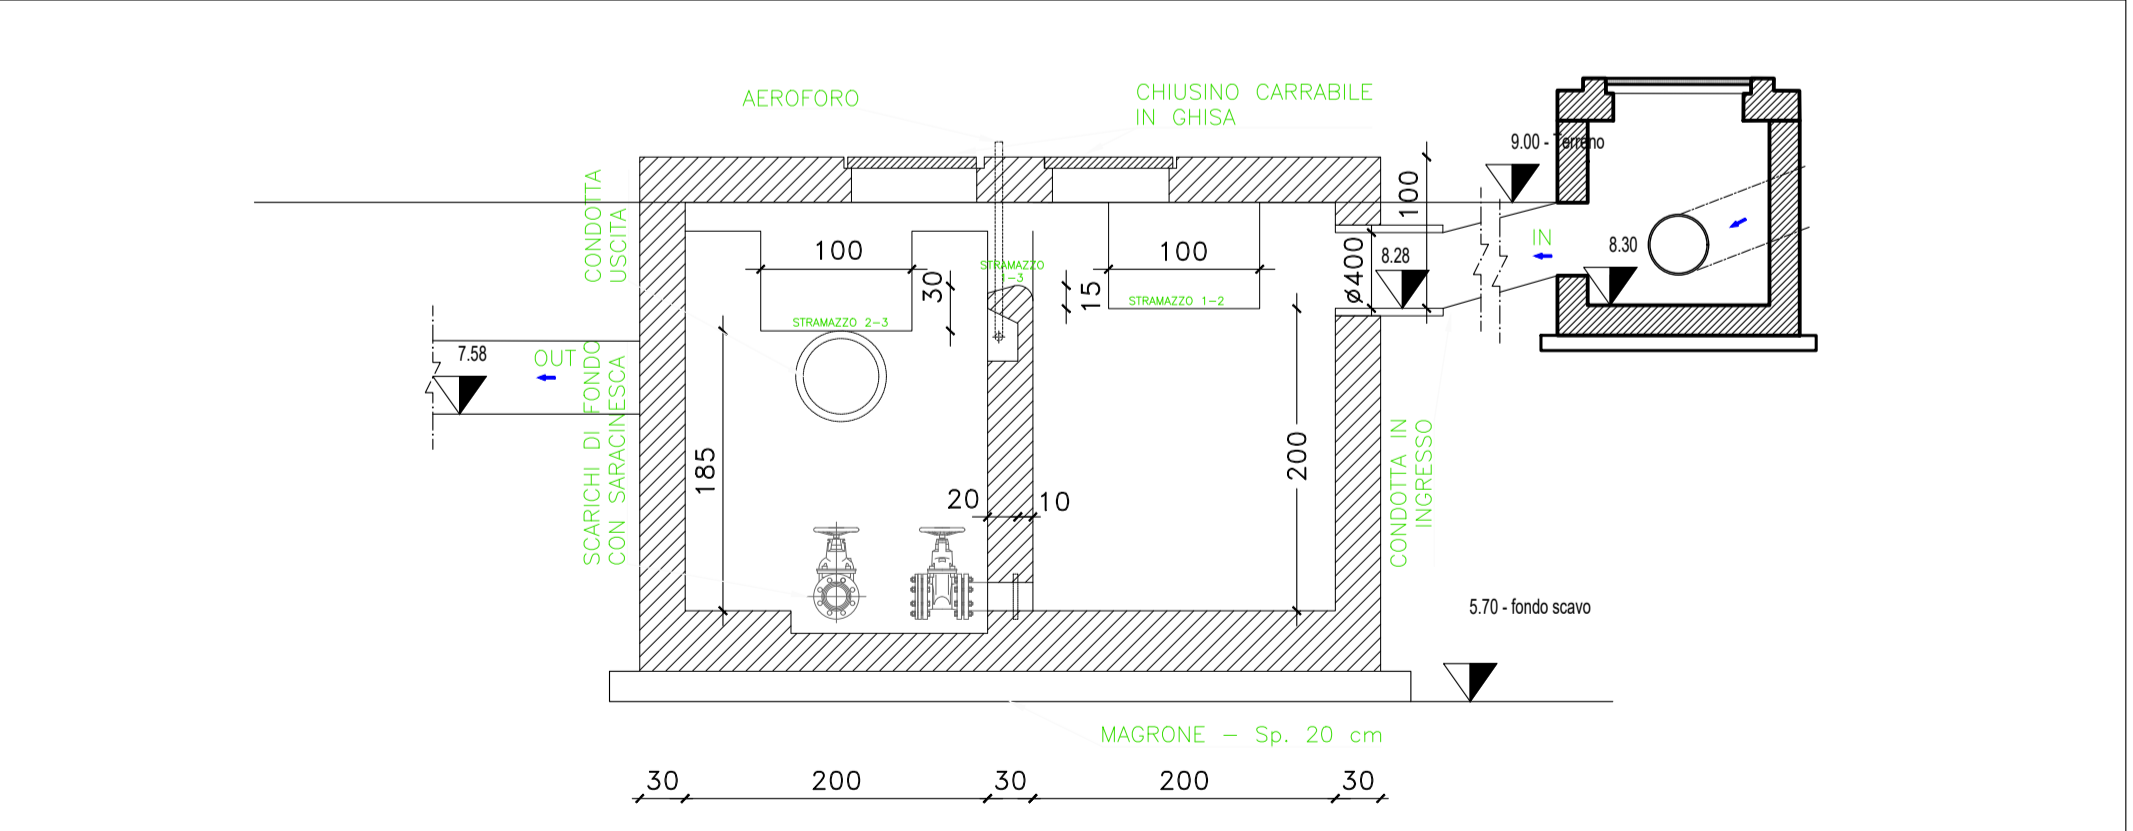 AEROFORO
CHIUSINO CARRABILE
IN GHISA
9.00 - Terreno
CONDOTTA
USCITA
100
100
100
30
STRAMAZZO
1-3
15
ø400
8.28
IN
8.30
STRAMAZZO 2-3
STRAMAZZO 1-2
7.58
OUT
SCARICHI DI FONDO
CON SARACINESCA
185
20
10
200
CONDOTTA IN
INGRESSO
5.70 - fondo scavo
MAGRONE - Sp. 20 cm
30
200
30
200
30